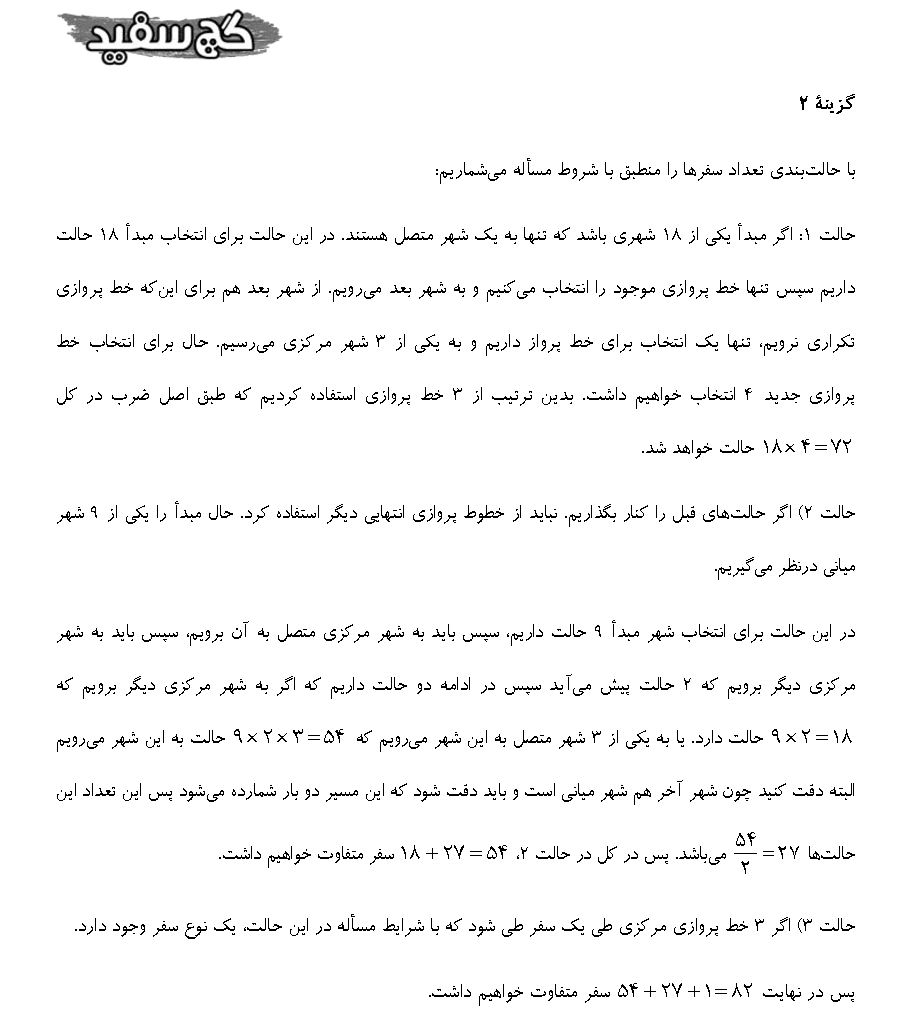 گچ سفید
گزینهٔ ۲
با حالت‌بندی تعداد سفرها را منطبق با شروط مسأله می‌شماریم:
حالت ۱: اگر مبدأ یکی از ۱۸ شهری باشد که تنها به یک شهر متصل هستند. در این حالت برای انتخاب مبدأ ۱۸ حالت
داریم سپس تنها خط پروازی موجود را انتخاب می‌کنیم و به شهر بعد می‌رویم. از شهر بعد هم برای این‌که خط پروازی
تکراری نرویم، تنها یک انتخاب برای خط پرواز داریم و به یکی از ۳ شهر مرکزی می‌رسیم. حال برای انتخاب خط
پروازی جدید ۴ انتخاب خواهیم داشت. بدین ترتیب از ۳ خط پروازی استفاده کردیم که طبق اصل ضرب در کل
۱۸×۴=۷۲ حالت خواهد شد.
حالت ۲) اگر حالت‌های قبل را کنار بگذاریم. نباید از خطوط پروازی انتهایی دیگر استفاده کرد. حال مبدأ را یکی از ۹ شهر
میانی درنظر می‌گیریم.
در این حالت برای انتخاب شهر مبدأ ۹ حالت داریم، سپس باید به شهر مرکزی متصل به آن برویم، سپس باید به شهر
مرکزی دیگر برویم که ۲ حالت پیش می‌آید سپس در ادامه دو حالت داریم که اگر به شهر مرکزی دیگر برویم که
۹×۲=۱۸ حالت دارد. یا به یکی از ۳ شهر متصل به این شهر می‌رویم که ۹×۲×۳=۵۴ حالت به این شهر می‌رویم
البته دقت کنید چون شهر آخر هم شهر میانی است و باید دقت شود که این مسیر دو بار شمارده می‌شود پس این تعداد این
حالت‌ها ۵۴/۲=۲۷ می‌باشد. پس در کل در حالت ۲، ۱۸+۲۷=۵۴ سفر متفاوت خواهیم داشت.
حالت ۳) اگر ۳ خط پروازی مرکزی طی یک سفر طی شود که با شرایط مسأله در این حالت، یک نوع سفر وجود دارد.
پس در نهایت ۵۴+۲۷+۱=۸۲ سفر متفاوت خواهیم داشت.